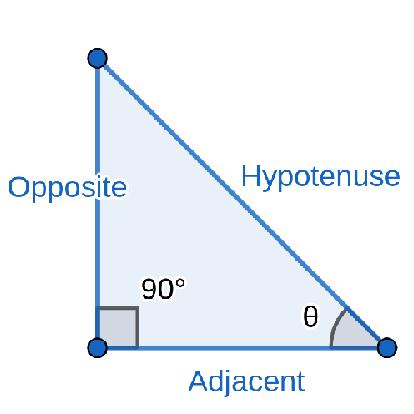 Opposite
Hypotenuse
90°
θ
Adjacent